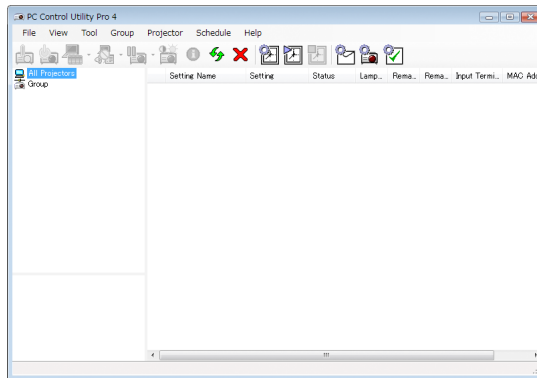 PC Control Utility Pro 4
File View Tool Group Projector Schedule Help
Setting Name Setting Status Lamp... Rema... Rema... Input Termi... MAC Add
All Projectors
Group